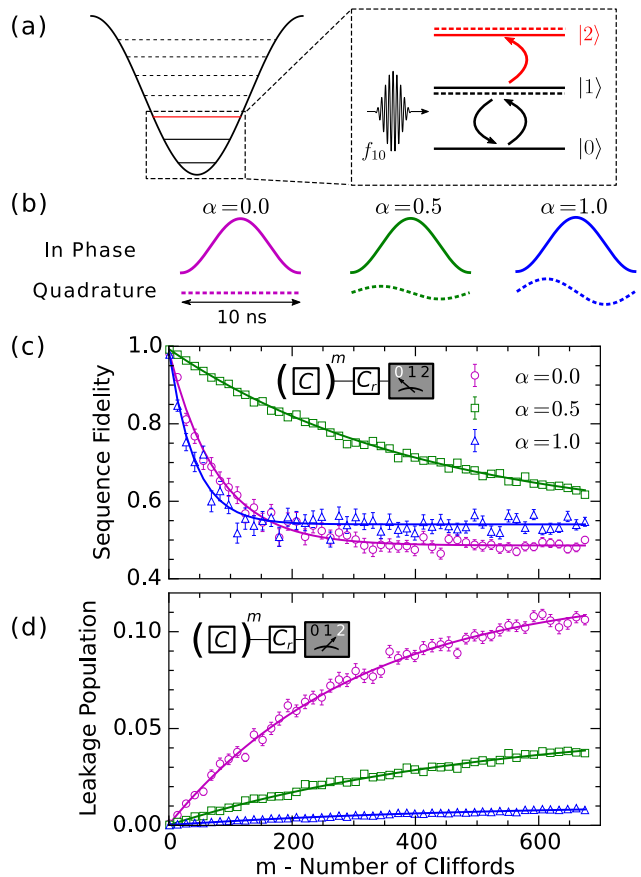 (a)
|2⟩
|1⟩
|0⟩
f₁₀
(b)
α=0.0 α=0.5 α=1.0
In Phase
Quadrature
10 ns
(c)
1.0
0.8
0.6
0.4
Sequence Fidelity
( C )ᵐ Cᵣ 0 1 2
α=0.0
α=0.5
α=1.0
(d)
0.10
0.05
0.00
Leakage Population
( C )ᵐ Cᵣ 0 1 2
0 200 400 600
m - Number of Cliffords